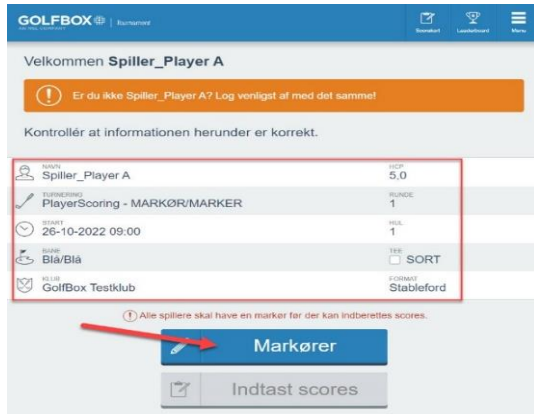 GOLFBOX | Tournament
Scorekort Leaderboard Menu
Velkommen Spiller_Player A
Er du ikke Spiller_Player A? Log venligst af med det samme!
Kontrollér at informationen herunder er korrekt.
NAVN HCP
Spiller_Player A 5,0
TURNERING RUNDE
PlayerScoring - MARKØR/MARKER 1
START HUL
26-10-2022 09:00 1
BANE TEE
Blå/Blå SORT
KLUB FORMAT
GolfBox Testklub Stableford
Alle spillere skal have en markør før der kan indberettes scores.
Markører
Indtast scores